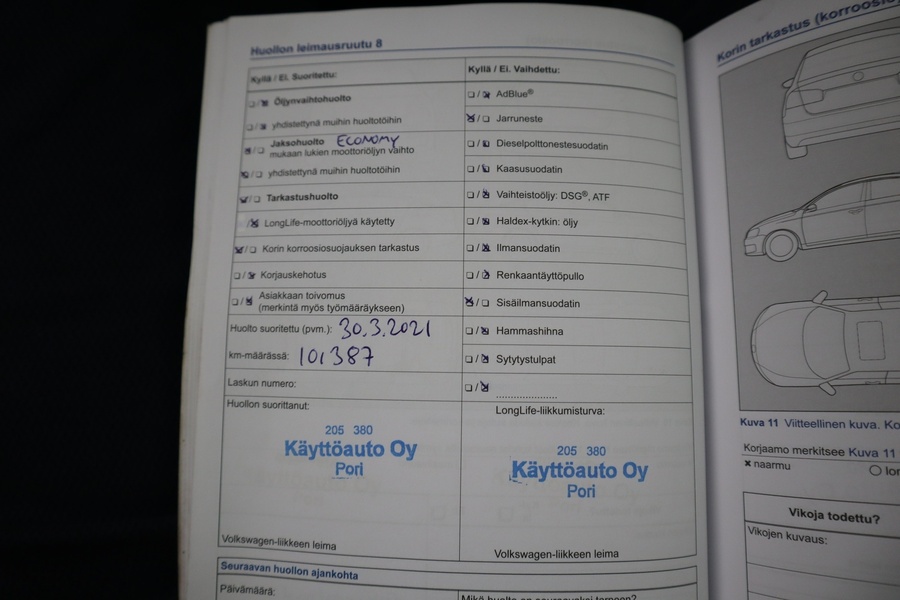 Huollon leimausruutu 8
Kyllä / Ei. Suoritettu:
Öljynvaihtohuolto
yhdistettynä muihin huoltotöihin
Jaksohuolto ECONOMY
mukaan lukien moottoriöljyn vaihto
yhdistettynä muihin huoltotöihin
Tarkastushuolto
LongLife-moottoriöljyä käytetty
Korin korroosiosuojauksen tarkastus
Korjauskehotus
Asiakkaan toivomus
(merkintä myös työmääräykseen)
Huolto suoritettu (pvm.): 30.3.2021
km-määrässä: 101387
Laskun numero:
Huollon suorittanut:
205 380
Käyttöauto Oy
Pori
Volkswagen-liikkeen leima
Kyllä / Ei. Vaihdettu:
AdBlue®
Jarruneste
Dieselpolttonestesuodatin
Kaasusuodatin
Vaihteistoöljy: DSG®, ATF
Haldex-kytkin: öljy
Ilmansuodatin
Renkaantäyttöpullo
Sisäilmansuodatin
Hammashihna
Sytytystulpat
LongLife-liikkumisturva:
205 380
Käyttöauto Oy
Pori
Volkswagen-liikkeen leima
Seuraavan huollon ajankohta
Päivämäärä:
Korin tarkastus
Kuva 11 Viitteellinen kuva.
Korjaamo merkitsee Kuva 11
x naarmu
Vikoja todettu?
Vikojen kuvaus: